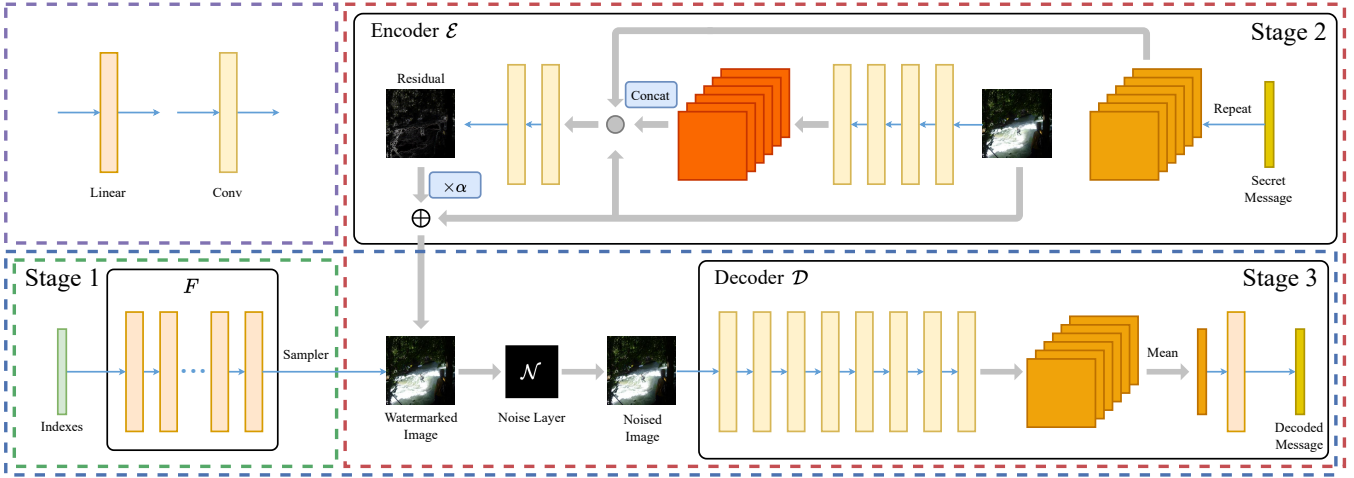 Encoder ℰ
Stage 2
Residual
Concat
Repeat
×α
Secret
Message
Linear
Conv
Stage 1
F
Sampler
Indexes
Decoder 𝒟
Stage 3
Mean
𝒩
Watermarked
Image
Noise Layer
Noised
Image
Decoded
Message